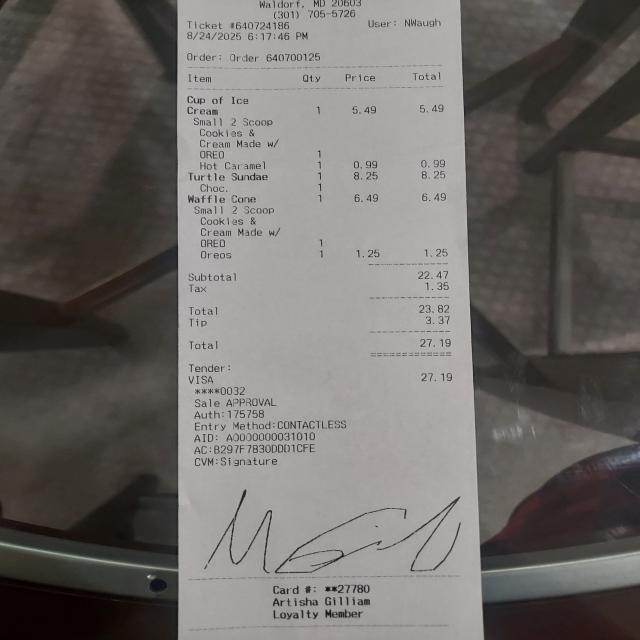 Waldorf, MD 20603
(301) 705-5726
Ticket #640724186 User: NWaugh
8/24/2025 6:17:46 PM
Order: Order 640700125
Item Qty Price Total
Cup of Ice
Cream 1 5.49 5.49
Small 2 Scoop
Cookies &
Cream Made w/
OREO 1
Hot Caramel 1 0.99 0.99
Turtle Sundae 1 8.25 8.25
Choc. 1
Waffle Cone 1 6.49 6.49
Small 2 Scoop
Cookies &
Cream Made w/
OREO 1
Oreos 1 1.25 1.25
Subtotal 22.47
Tax 1.35
Total 23.82
Tip 3.37
Total 27.19
Tender:
VISA 27.19
****0032
Sale APPROVAL
Auth:175758
Entry Method:CONTACTLESS
AID: A0000000031010
AC:B297F7830DDD1CFE
CVM:Signature
Card #: **27780
Artisha Gilliam
Loyalty Member